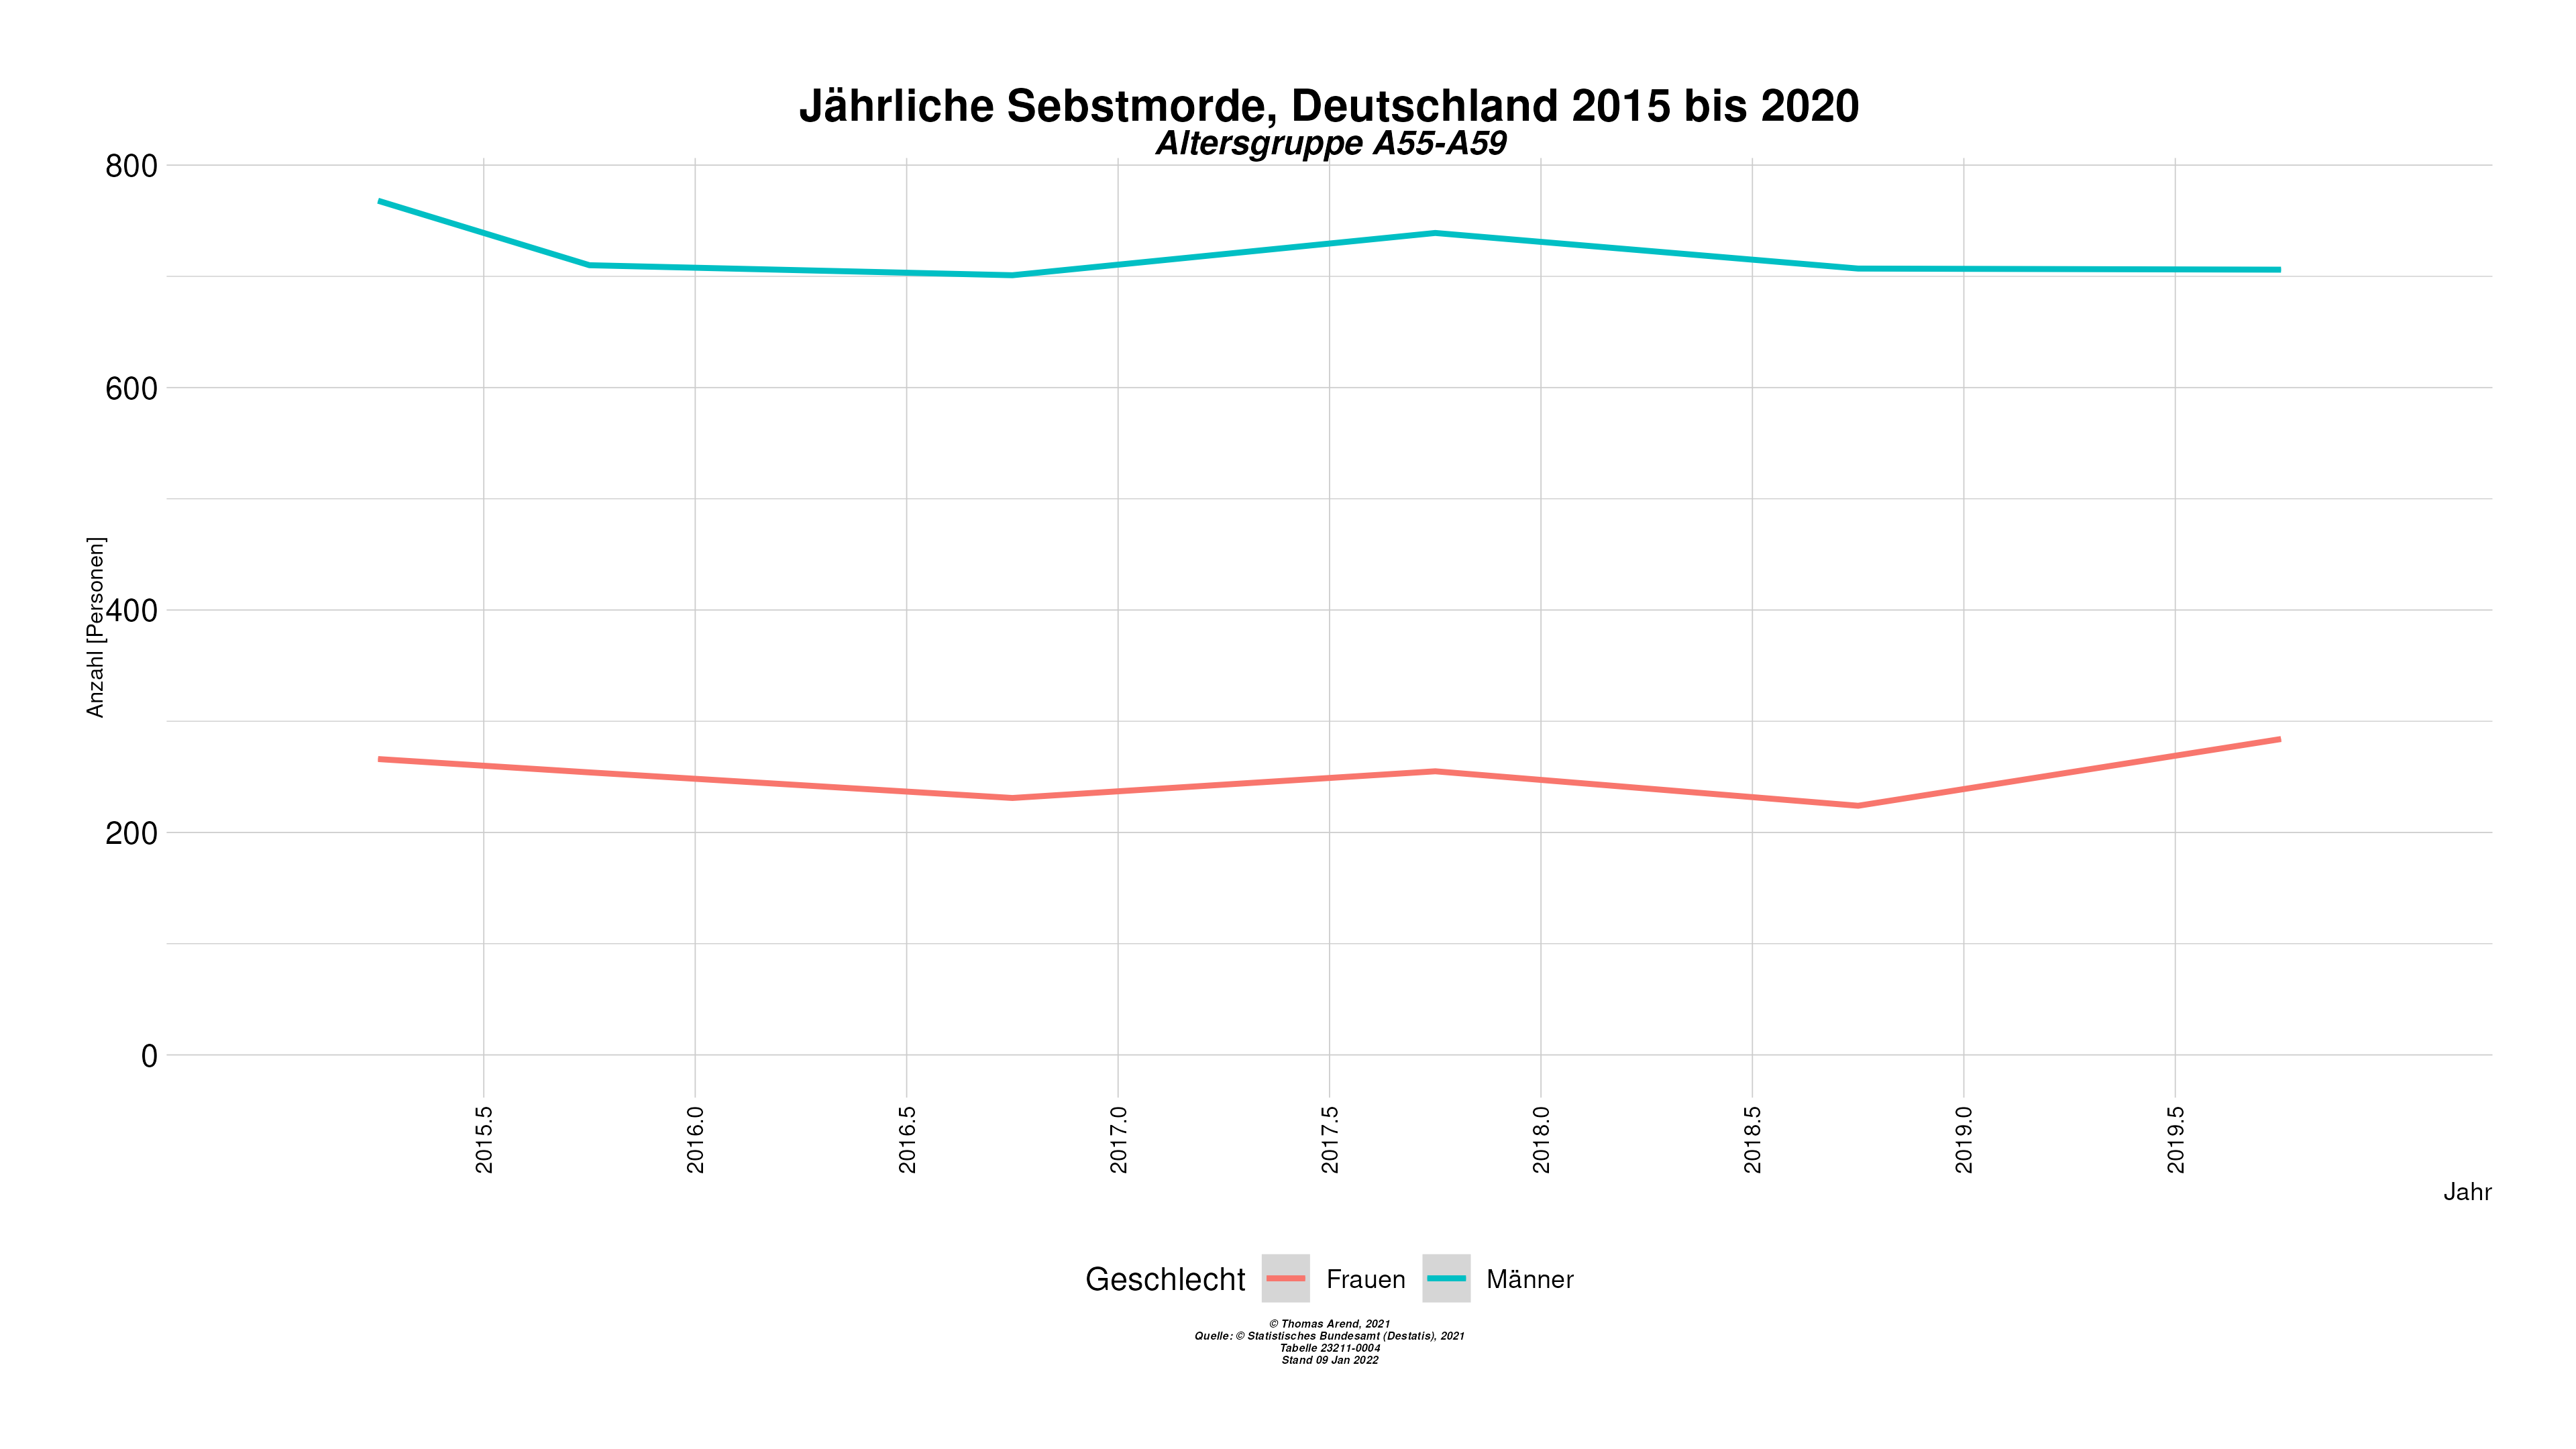 Jährliche Sebstmorde, Deutschland 2015 bis 2020
Altersgruppe A55-A59
Anzahl [Personen]
800
600
400
200
0
2015.5
2016.0
2016.5
2017.0
2017.5
2018.0
2018.5
2019.0
2019.5
Jahr
Geschlecht Frauen Männer
© Thomas Arend, 2021
Quelle: © Statistisches Bundesamt (Destatis), 2021
Tabelle 23211-0004
Stand 09 Jan 2022